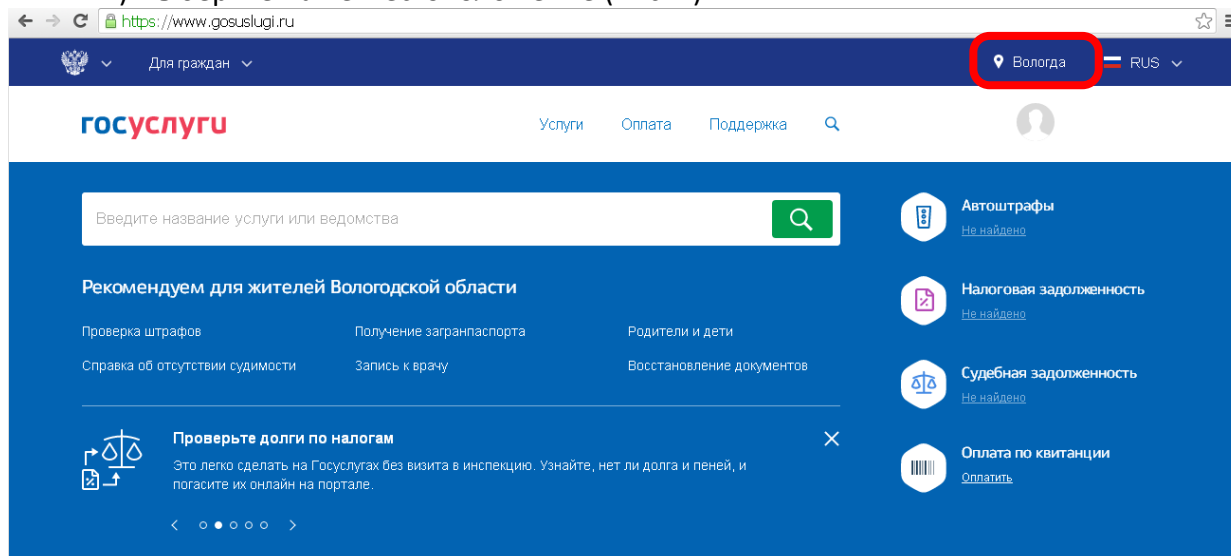 https://www.gosuslugi.ru
Для граждан
Вологда
RUS
госуслуги
Услуги
Оплата
Поддержка
Введите название услуги или ведомства
Рекомендуем для жителей Вологодской области
Проверка штрафов
Получение загранпаспорта
Родители и дети
Справка об отсутствии судимости
Запись к врачу
Восстановление документов
Проверьте долги по налогам
Это легко сделать на Госуслугах без визита в инспекцию. Узнайте, нет ли долга и пеней, и
погасите их онлайн на портале.
Автоштрафы
Не найдено
Налоговая задолженность
Не найдено
Судебная задолженность
Не найдено
Оплата по квитанции
Оплатить